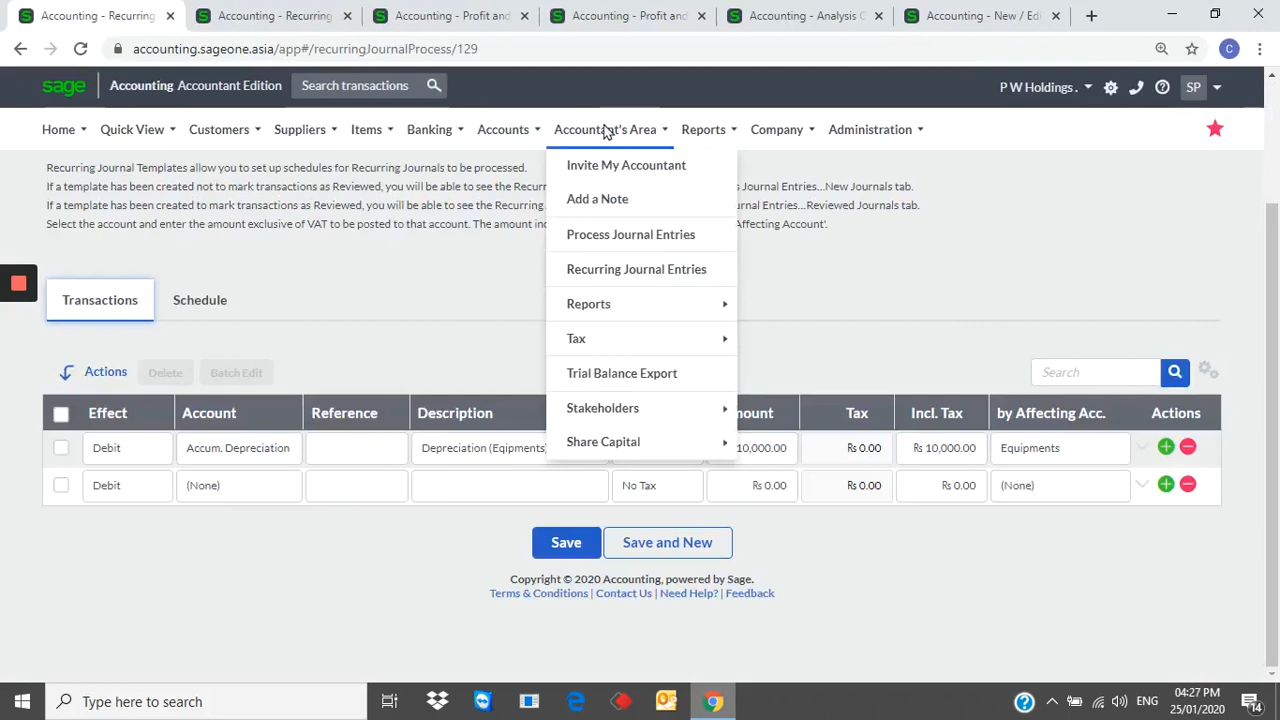 Accounting - Recurring
Accounting - Recurring
Accounting - Profit and
Accounting - Profit and
Accounting - Analysis C
Accounting - New / Edi
accounting.sageone.asia/app#/recurringJournalProcess/129
C
sage
Accounting Accountant Edition
Search transactions
P W Holdings .
SP
Home
Quick View
Customers
Suppliers
Items
Banking
Accounts
Accountant's Area
Reports
Company
Administration
Invite My Accountant
Add a Note
Process Journal Entries
Recurring Journal Entries
Reports
Tax
Trial Balance Export
Stakeholders
Share Capital
Recurring Journal Templates allow you to set up schedules for Recurring Journals to be processed.
If a template has been created not to mark transactions as Reviewed, you will be able to see the Recur
s Journal Entries...New Journals tab.
If a template has been created to mark transactions as Reviewed, you will be able to see the Recurring
ournal Entries...Reviewed Journals tab.
Select the account and enter the amount exclusive of VAT to be posted to that account. The amount inc
Affecting Account'.
Transactions
Schedule
Actions
Delete
Batch Edit
Search
Effect Account Reference Description mount Tax Incl. Tax by Affecting Acc. Actions
Debit Accum. Depreciation Depreciation (Eqipments) 10,000.00 Rs 0.00 Rs 10,000.00 Equipments
Debit (None) No Tax Rs 0.00 Rs 0.00 Rs 0.00 (None)
Save
Save and New
Copyright © 2020 Accounting, powered by Sage.
Terms & Conditions | Contact Us | Need Help? | Feedback
Type here to search
ENG
04:27 PM
25/01/2020
14